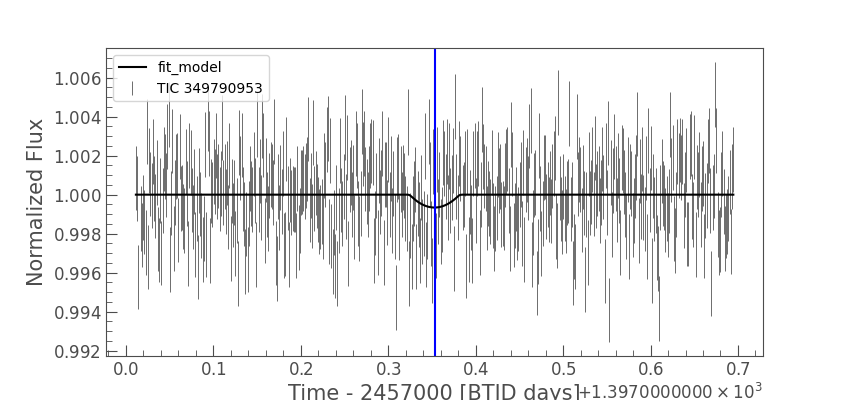 fit_model
TIC 349790953
Normalized Flux
1.006
1.004
1.002
1.000
0.998
0.996
0.994
0.992
0.0 0.1 0.2 0.3 0.4 0.5 0.6 0.7
Time - 2457000 [BTJD days]
+1.3970000000 × 10³